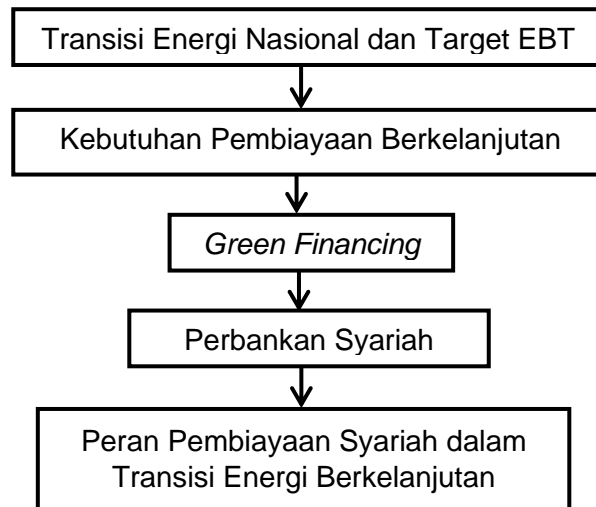 Transisi Energi Nasional dan Target EBT
Kebutuhan Pembiayaan Berkelanjutan
Green Financing
Perbankan Syariah
Peran Pembiayaan Syariah dalam
Transisi Energi Berkelanjutan